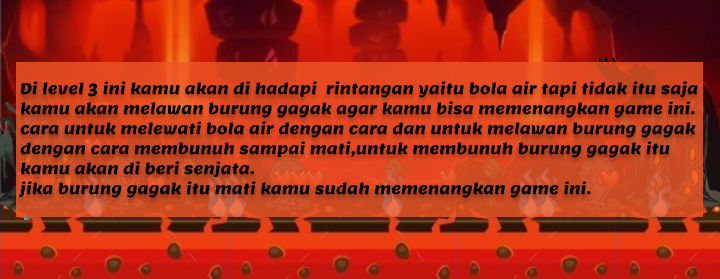 Di level 3 ini kamu akan di hadapi rintangan yaitu bola air tapi tidak itu saja
kamu akan melawan burung gagak agar kamu bisa memenangkan game ini.
cara untuk melewati bola air dengan cara dan untuk melawan burung gagak
dengan cara membunuh sampai mati,untuk membunuh burung gagak itu
kamu akan di beri senjata.
jika burung gagak itu mati kamu sudah memenangkan game ini.